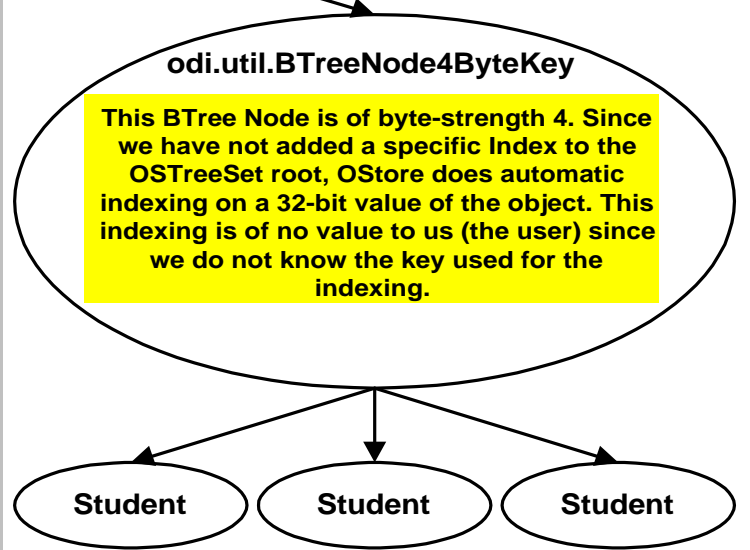 odi.util.BTreeNode4ByteKey
This BTree Node is of byte-strength 4. Since
we have not added a specific Index to the
OSTreeSet root, OStore does automatic
indexing on a 32-bit value of the object. This
indexing is of no value to us (the user) since
we do not know the key used for the
indexing.
Student Student Student